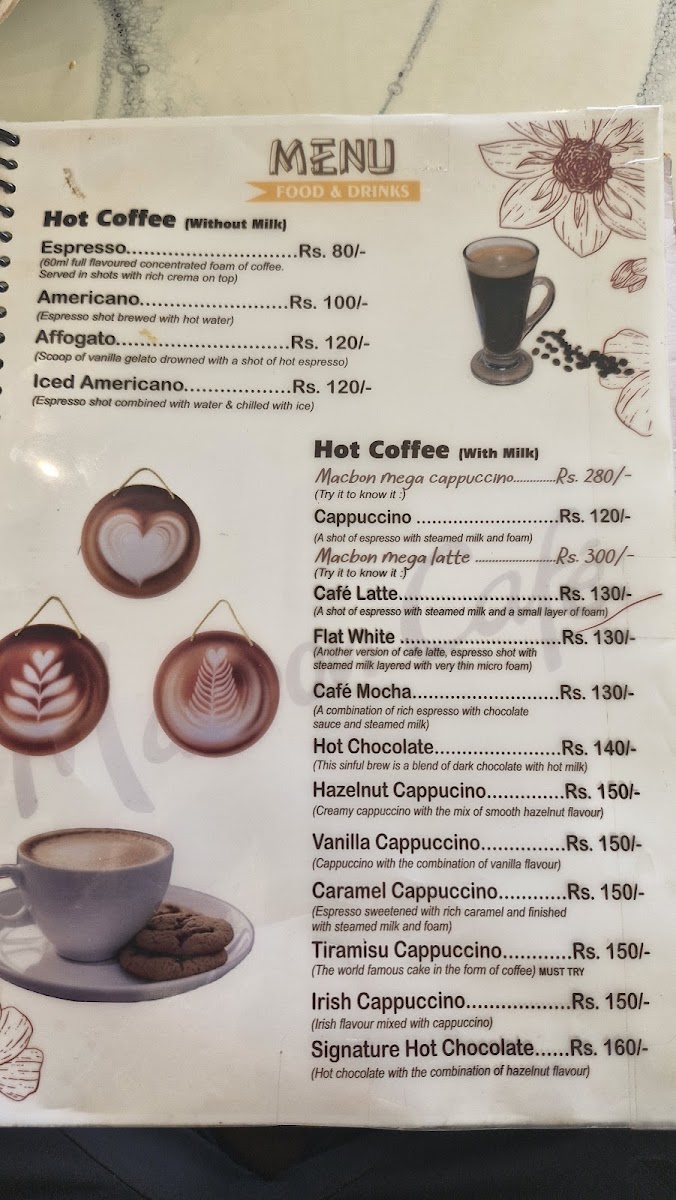 MENU
FOOD & DRINKS
Hot Coffee (Without Milk)
Espresso.............................Rs. 80/-
(60ml full flavoured concentrated foam of coffee.
Served in shots with rich crema on top)
Americano.........................Rs. 100/-
(Espresso shot brewed with hot water)
Affogato.............................Rs. 120/-
(Scoop of vanilla gelato drowned with a shot of hot espresso)
Iced Americano..................Rs. 120/-
(Espresso shot combined with water & chilled with ice)
Hot Coffee (With Milk)
Macbon mega cappuccino.............Rs. 280/-
(Try it to know it :)
Cappuccino ...........................Rs. 120/-
(A shot of espresso with steamed milk and foam)
Macbon mega latte .........................Rs. 300/-
(Try it to know it :)
Café Latte..............................Rs. 130/-
(A shot of espresso with steamed milk and a small layer of foam)
Flat White ..............................Rs. 130/-
(Another version of cafe latte, espresso shot with
steamed milk layered with very thin micro foam)
Café Mocha...........................Rs. 130/-
(A combination of rich espresso with chocolate
sauce and steamed milk)
Hot Chocolate.......................Rs. 140/-
(This sinful brew is a blend of dark chocolate with hot milk)
Hazelnut Cappucino..............Rs. 150/-
(Creamy cappuccino with the mix of smooth hazelnut flavour)
Vanilla Cappuccino...............Rs. 150/-
(Cappuccino with the combination of vanilla flavour)
Caramel Cappuccino............Rs. 150/-
(Espresso sweetened with rich caramel and finished
with steamed milk and foam)
Tiramisu Cappuccino............Rs. 150/-
(The world famous cake in the form of coffee) MUST TRY
Irish Cappuccino...................Rs. 150/-
(Irish flavour mixed with cappuccino)
Signature Hot Chocolate......Rs. 160/-
(Hot chocolate with the combination of hazelnut flavour)